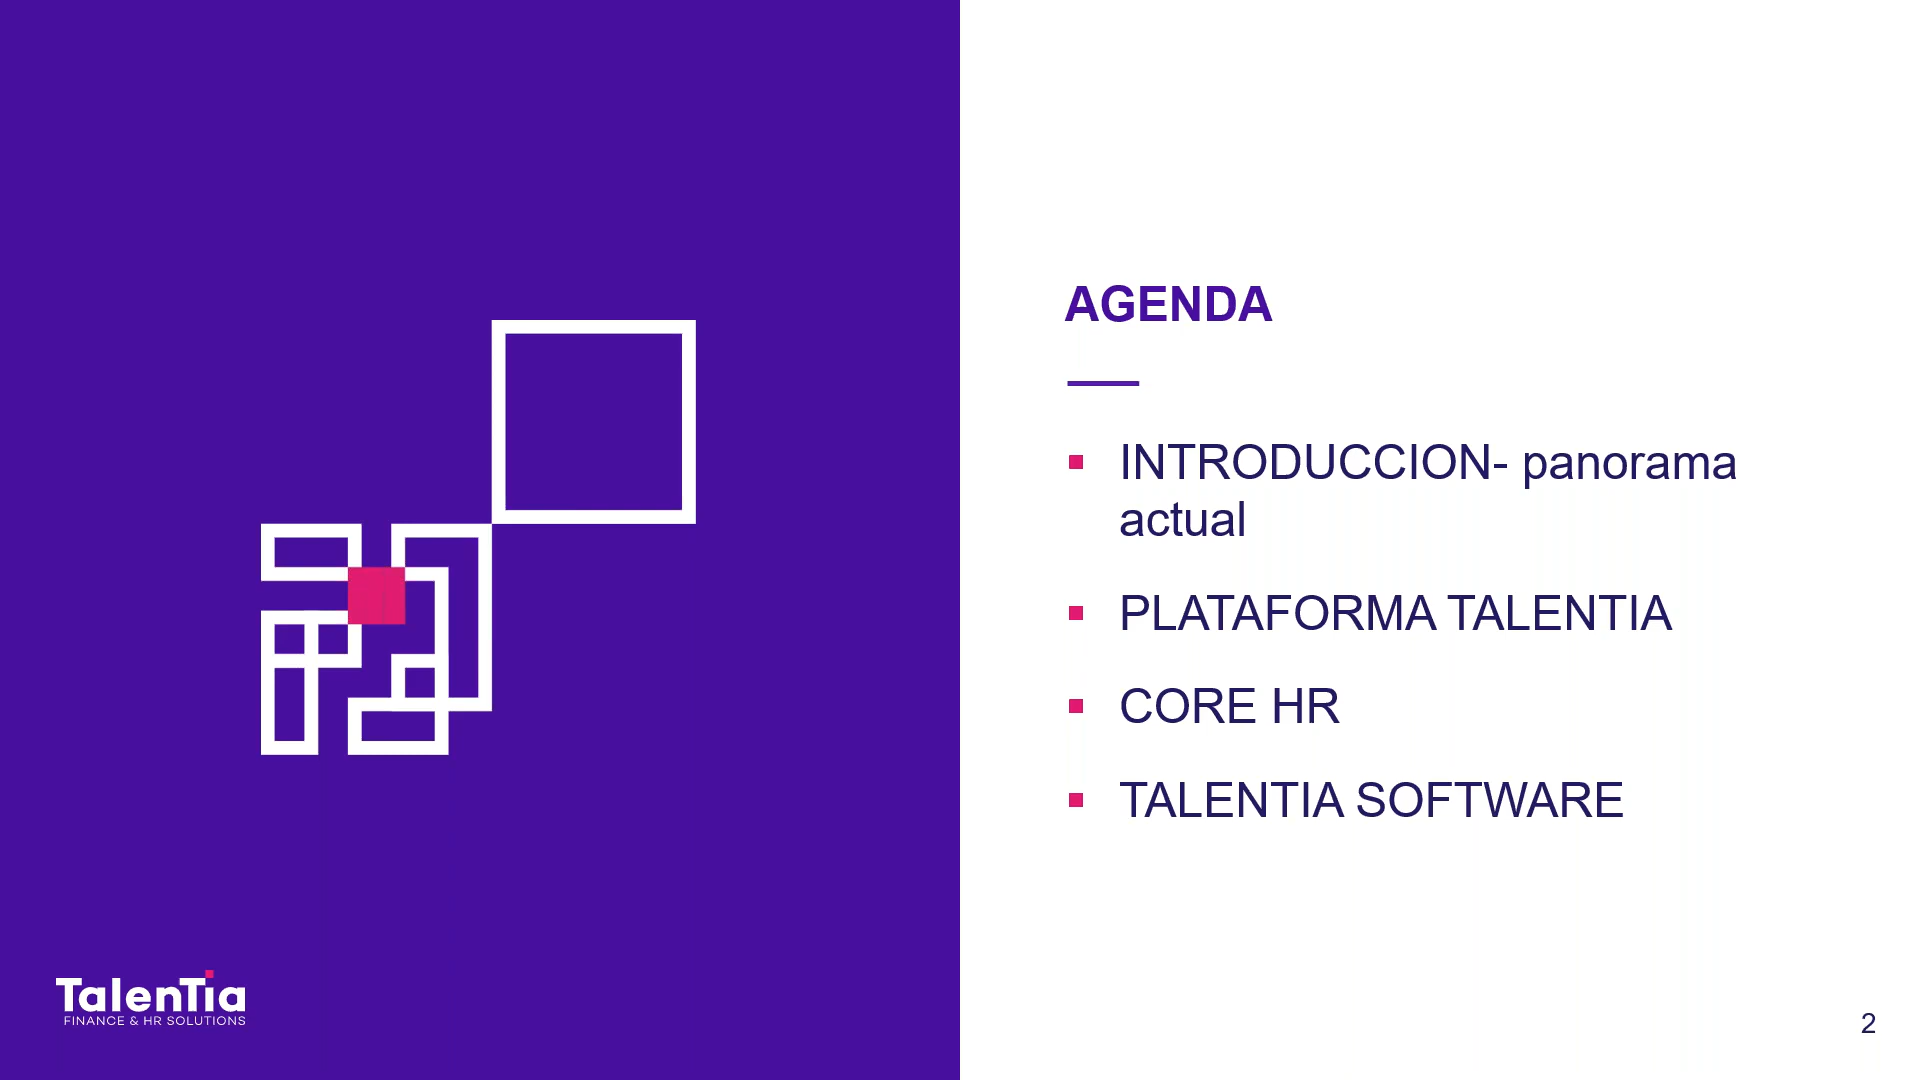 AGENDA
INTRODUCCION- panorama
actual
PLATAFORMA TALENTIA
CORE HR
TALENTIA SOFTWARE
TalenTia
FINANCE & HR SOLUTIONS
2